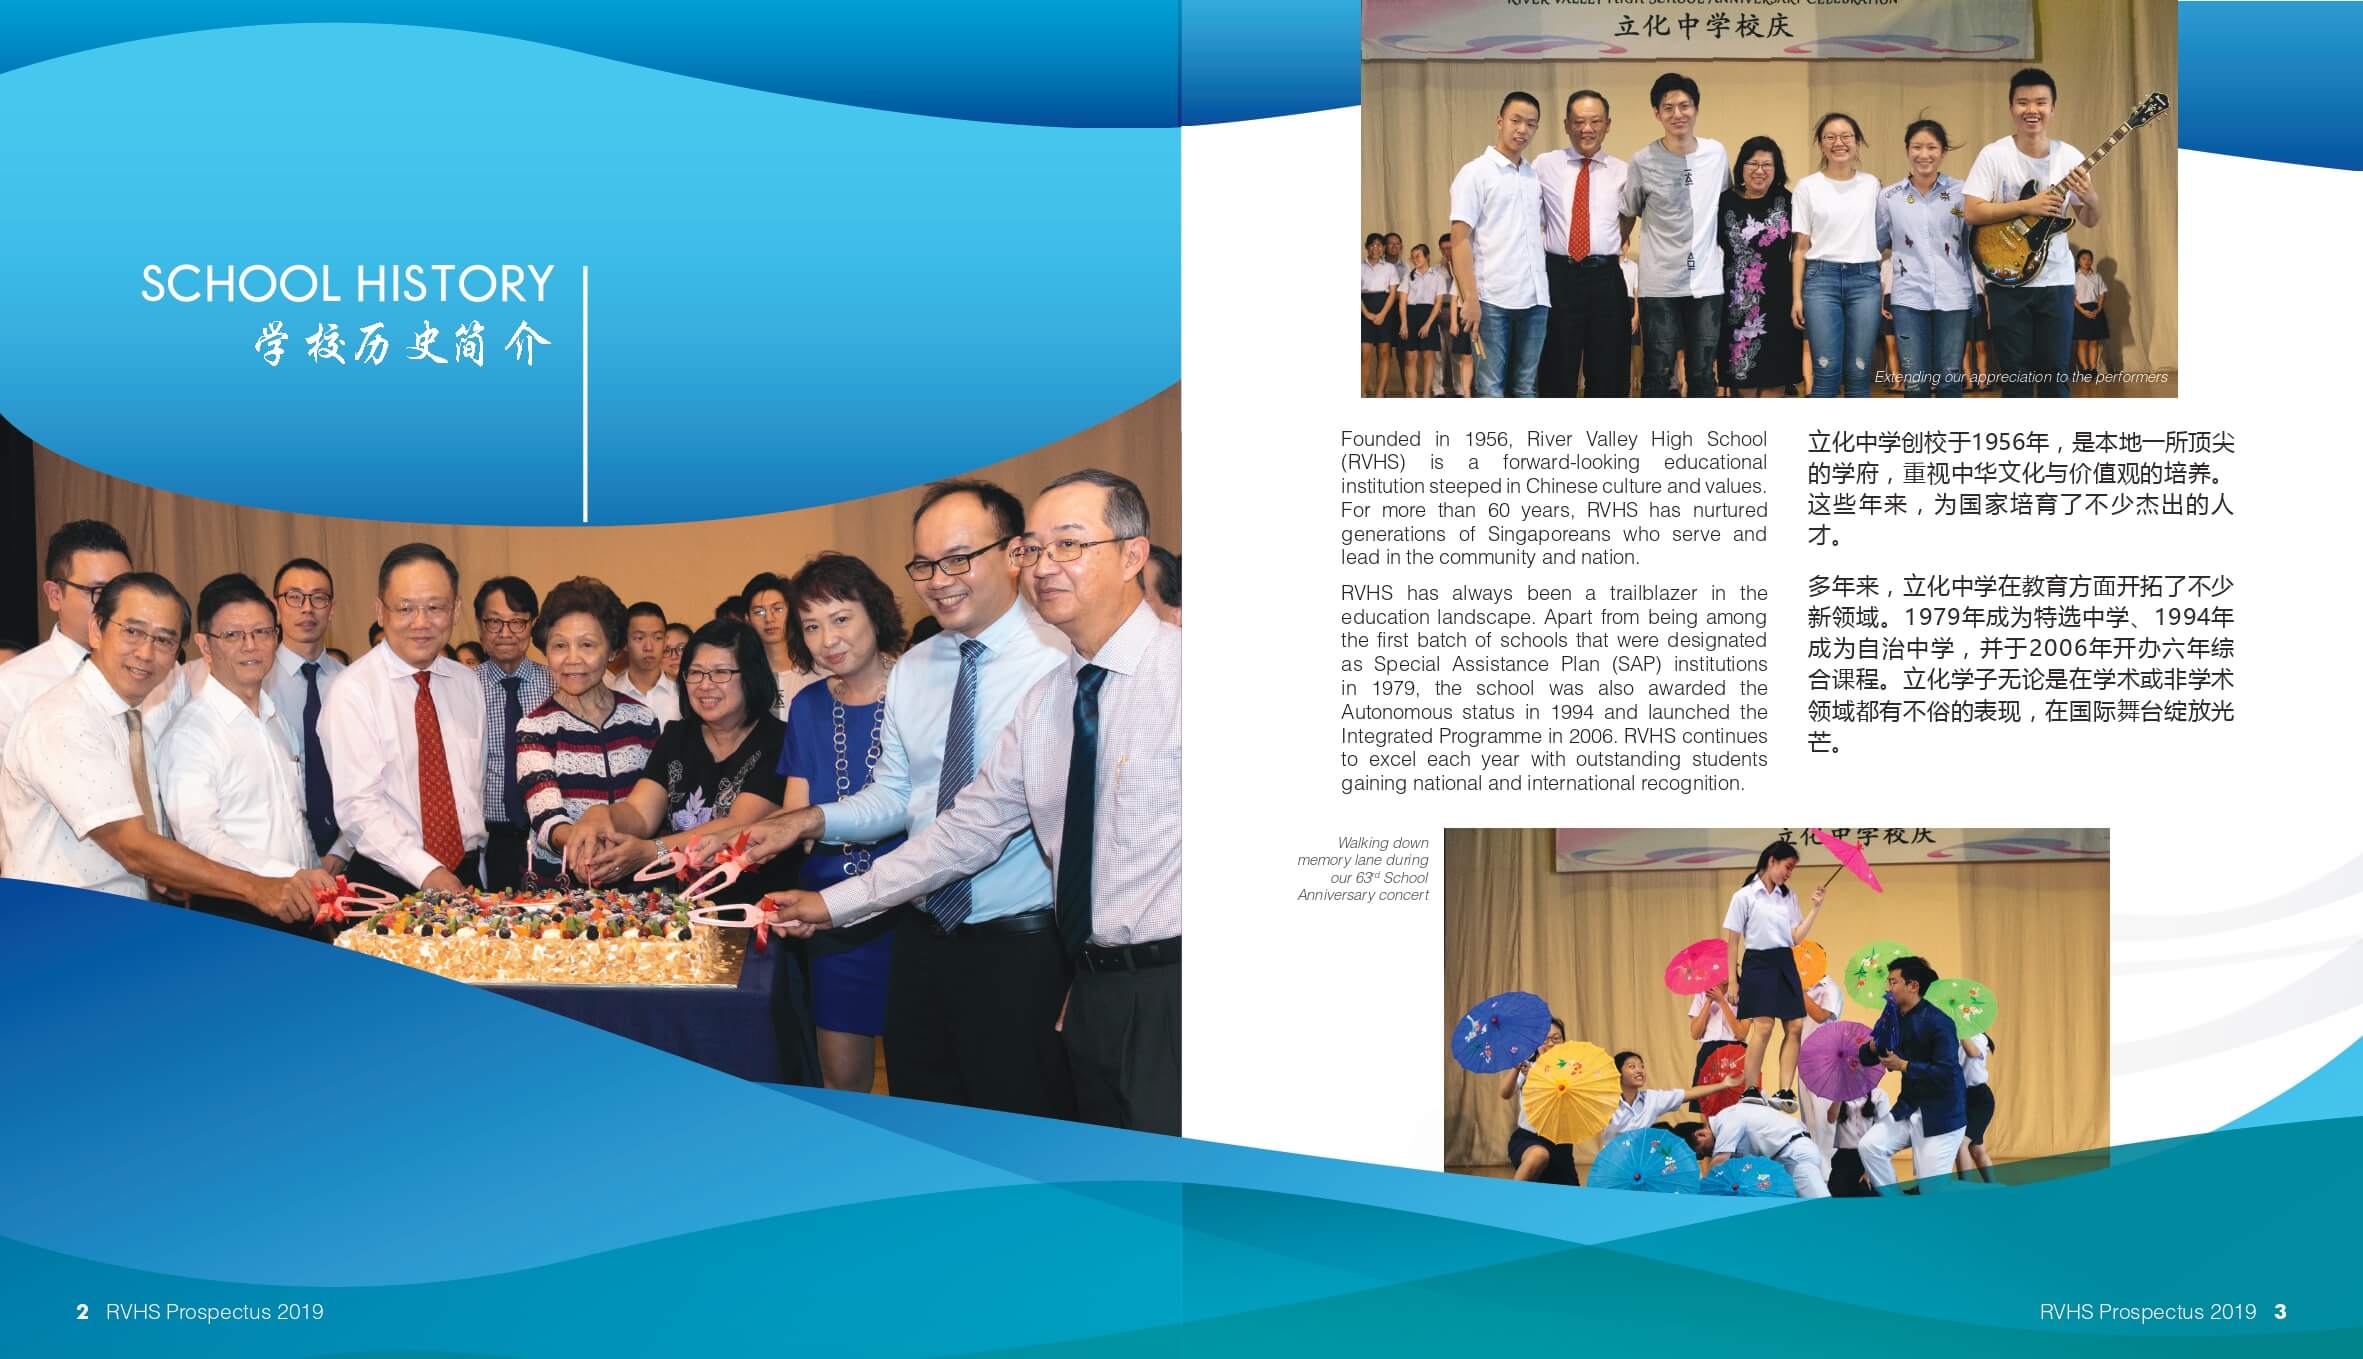 SCHOOL HISTORY
学校历史简介
RIVER VALLEY HIGH SCHOOL ANNIVERSARY CELEBRATION
立化中学校庆
Extending our appreciation to the performers
Founded in 1956, River Valley High School
(RVHS) is a forward-looking educational
institution steeped in Chinese culture and values.
For more than 60 years, RVHS has nurtured
generations of Singaporeans who serve and
lead in the community and nation.
RVHS has always been a trailblazer in the
education landscape. Apart from being among
the first batch of schools that were designated
as Special Assistance Plan (SAP) institutions
in 1979, the school was also awarded the
Autonomous status in 1994 and launched the
Integrated Programme in 2006. RVHS continues
to excel each year with outstanding students
gaining national and international recognition.
立化中学创校于1956年，是本地一所顶尖
的学府，重视中华文化与价值观的培养。
这些年来，为国家培育了不少杰出的人
才。
多年来，立化中学在教育方面开拓了不少
新领域。1979年成为特选中学、1994年
成为自治中学，并于2006年开办六年综
合课程。立化学子无论是在学术或非学术
领域都有不俗的表现，在国际舞台绽放光
芒。
Walking down
memory lane during
our 63rd School
Anniversary concert
立化中学校庆
2 RVHS Prospectus 2019
RVHS Prospectus 2019 3